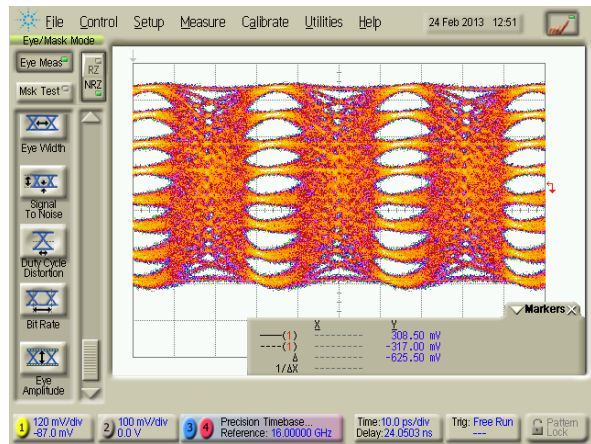 File Control Setup Measure Calibrate Utilities Help 24 Feb 2013 12:51
Eye/Mask Mode
Eye Meas
Msk Test
RZ
NRZ
Eye Width
Signal
To Noise
Duty Cycle
Distortion
Bit Rate
Eye
Amplitude
Markers X
X Y
——(1) --------- 308.50 mV
----(1) --------- -317.00 mV
Δ --------- -625.50 mV
1/ΔX ---------
1 120 mV/div
-87.0 mV
2 100 mV/div
0.0 V
3 4 Precision Timebase...
Reference: 16.00000 GHz
Time:10.0 ps/div
Delay:24.0503 ns
Trig: Free Run
---
Pattern
Lock